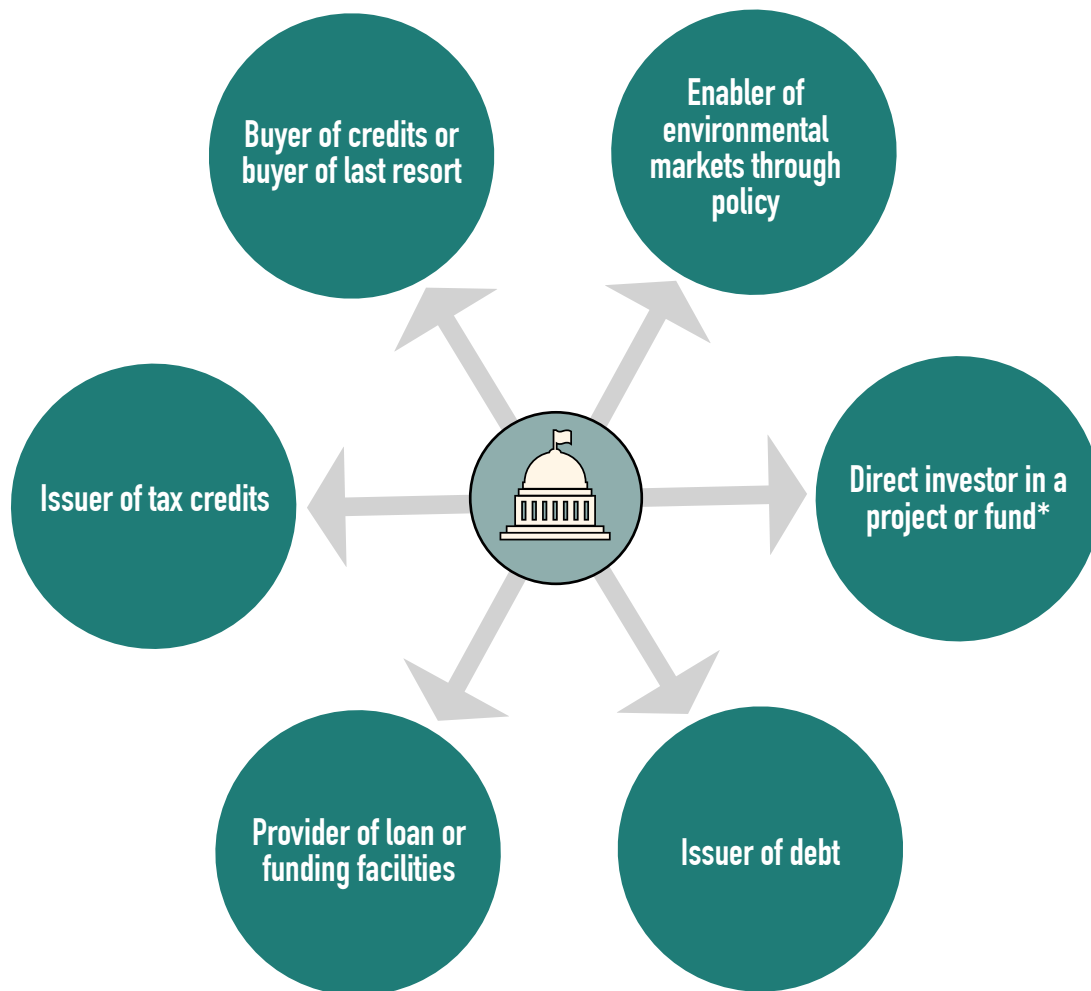 Buyer of credits or
buyer of last resort
Enabler of
environmental
markets through
policy
Issuer of tax credits
Direct investor in a
project or fund*
Provider of loan or
funding facilities
Issuer of debt